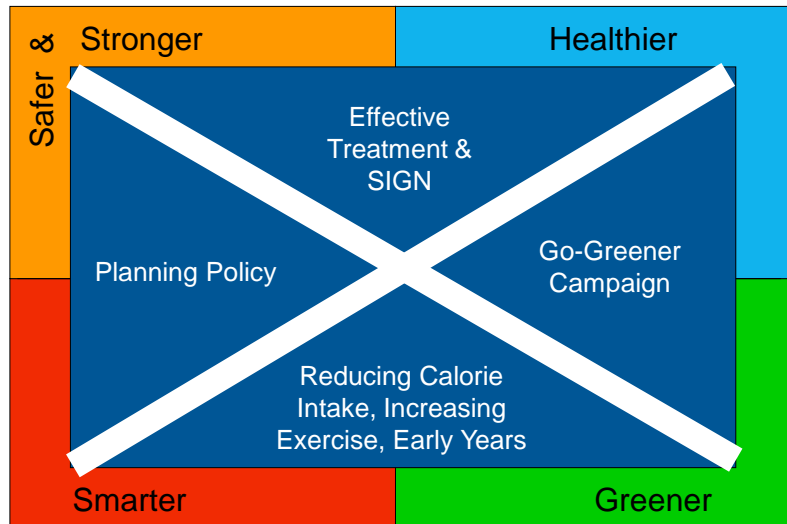 Safer &
Stronger
Healthier
Effective
Treatment &
SIGN
Planning Policy
Go-Greener
Campaign
Reducing Calorie
Intake, Increasing
Exercise, Early Years
Smarter
Greener